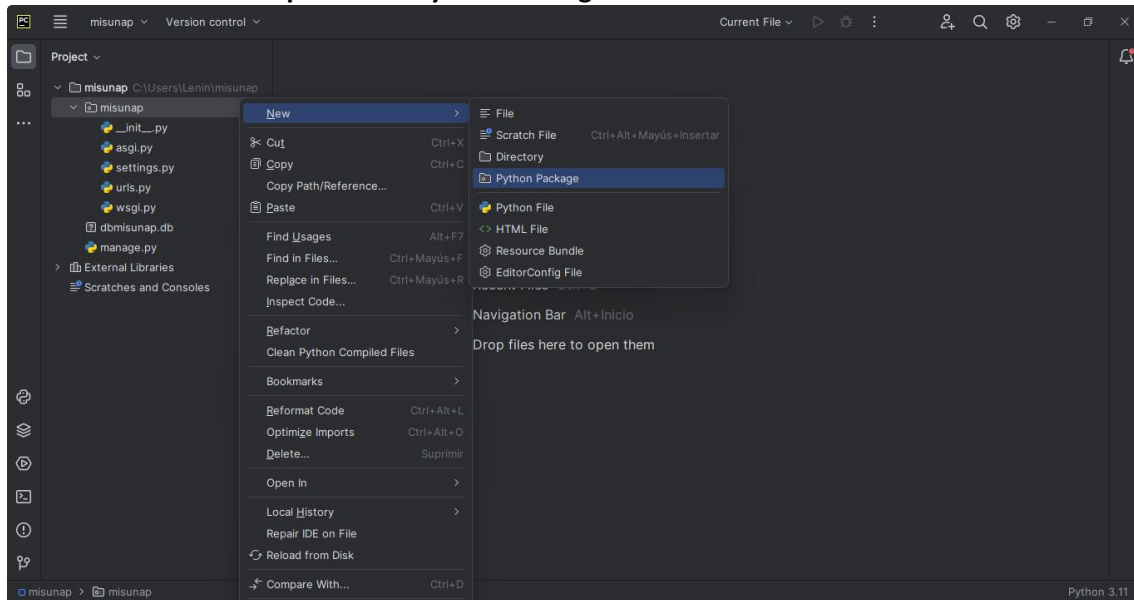 misunap Version control Current File
Project
misunap C:\Users\Lenin\misunap
misunap
__init__.py
asgi.py
settings.py
urls.py
wsgi.py
dbmisunap.db
manage.py
External Libraries
Scratches and Consoles
New
Cut Ctrl+X
Copy Ctrl+C
Copy Path/Reference...
Paste Ctrl+V
Find Usages Alt+F7
Find in Files... Ctrl+Mayús+F
Replace in Files... Ctrl+Mayús+R
Inspect Code...
Refactor
Clean Python Compiled Files
Bookmarks
Reformat Code Ctrl+Alt+L
Optimize Imports Ctrl+Alt+O
Delete... Suprimir
Open In
Local History
Repair IDE on File
Reload from Disk
Compare With... Ctrl+D
File
Scratch File Ctrl+Alt+Mayús+Insertar
Directory
Python Package
Python File
HTML File
Resource Bundle
EditorConfig File
Navigation Bar Alt+Inicio
Drop files here to open them
misunap > misunap Python 3.11